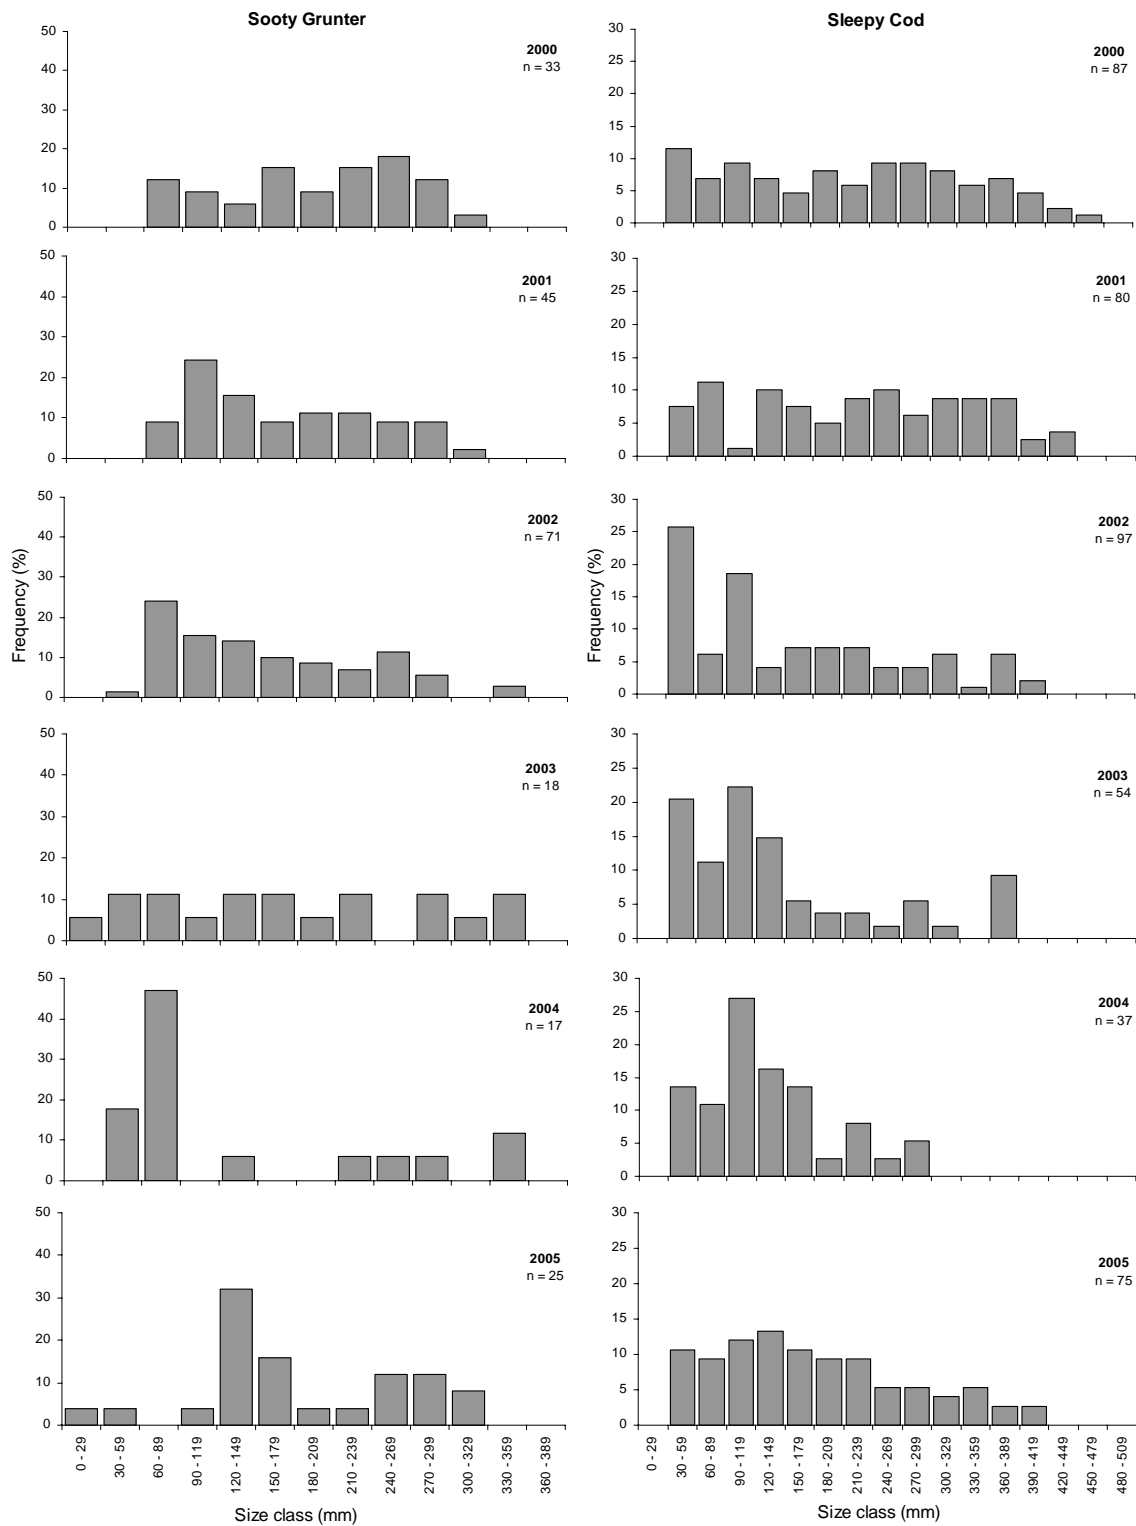 Sooty Grunter
50
40
30
20
10
0
2000
n = 33
50
40
30
20
10
0
2001
n = 45
50
40
30
20
10
0
2002
n = 71
Frequency (%)
50
40
30
20
10
0
2003
n = 18
50
40
30
20
10
0
2004
n = 17
50
40
30
20
10
0
2005
n = 25
0 - 29
30 - 59
60 - 89
90 - 119
120 - 149
150 - 179
180 - 209
210 - 239
240 - 269
270 - 299
300 - 329
330 - 359
360 - 389
Size class (mm)
Sleepy Cod
30
25
20
15
10
5
0
2000
n = 87
30
25
20
15
10
5
0
2001
n = 80
30
25
20
15
10
5
0
2002
n = 97
Frequency (%)
30
25
20
15
10
5
0
2003
n = 54
30
25
20
15
10
5
0
2004
n = 37
30
25
20
15
10
5
0
2005
n = 75
0 - 29
30 - 59
60 - 89
90 - 119
120 - 149
150 - 179
180 - 209
210 - 239
240 - 269
270 - 299
300 - 329
330 - 359
360 - 389
390 - 419
420 - 449
450 - 479
480 - 509
Size class (mm)